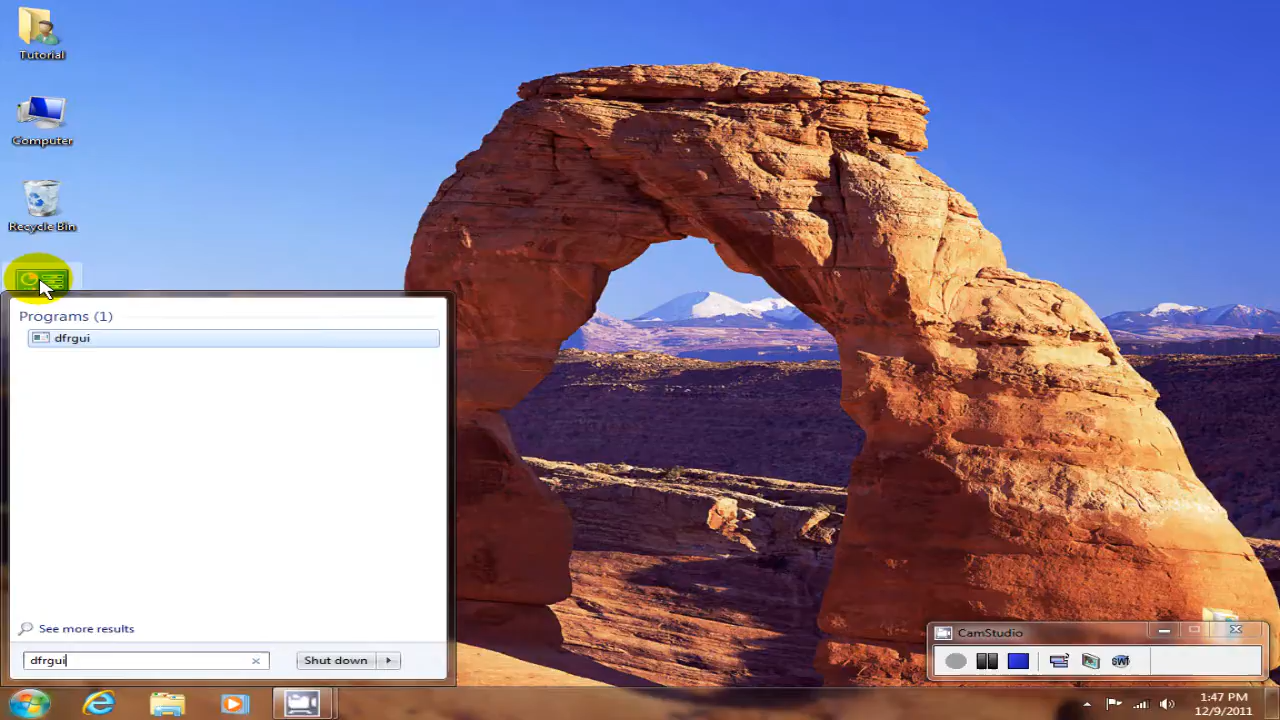 Tutorial
Computer
Recycle Bin
Programs (1)
dfrgui
See more results
dfrgui
Shut down
CamStudio
SWF
1:47 PM
12/9/2011